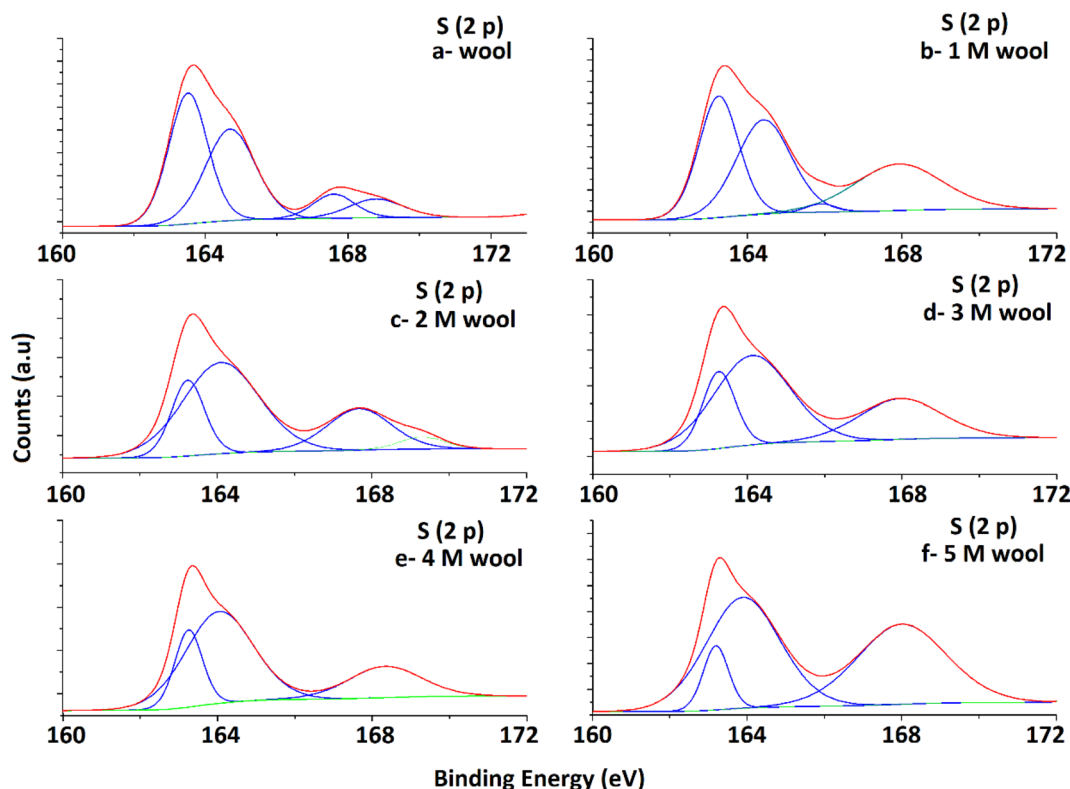 S (2 p)
a- wool
160 164 168 172
S (2 p)
b- 1 M wool
160 164 168 172
S (2 p)
c- 2 M wool
160 164 168 172
S (2 p)
d- 3 M wool
160 164 168 172
S (2 p)
e- 4 M wool
160 164 168 172
S (2 p)
f- 5 M wool
160 164 168 172
Counts (a.u)
Binding Energy (eV)